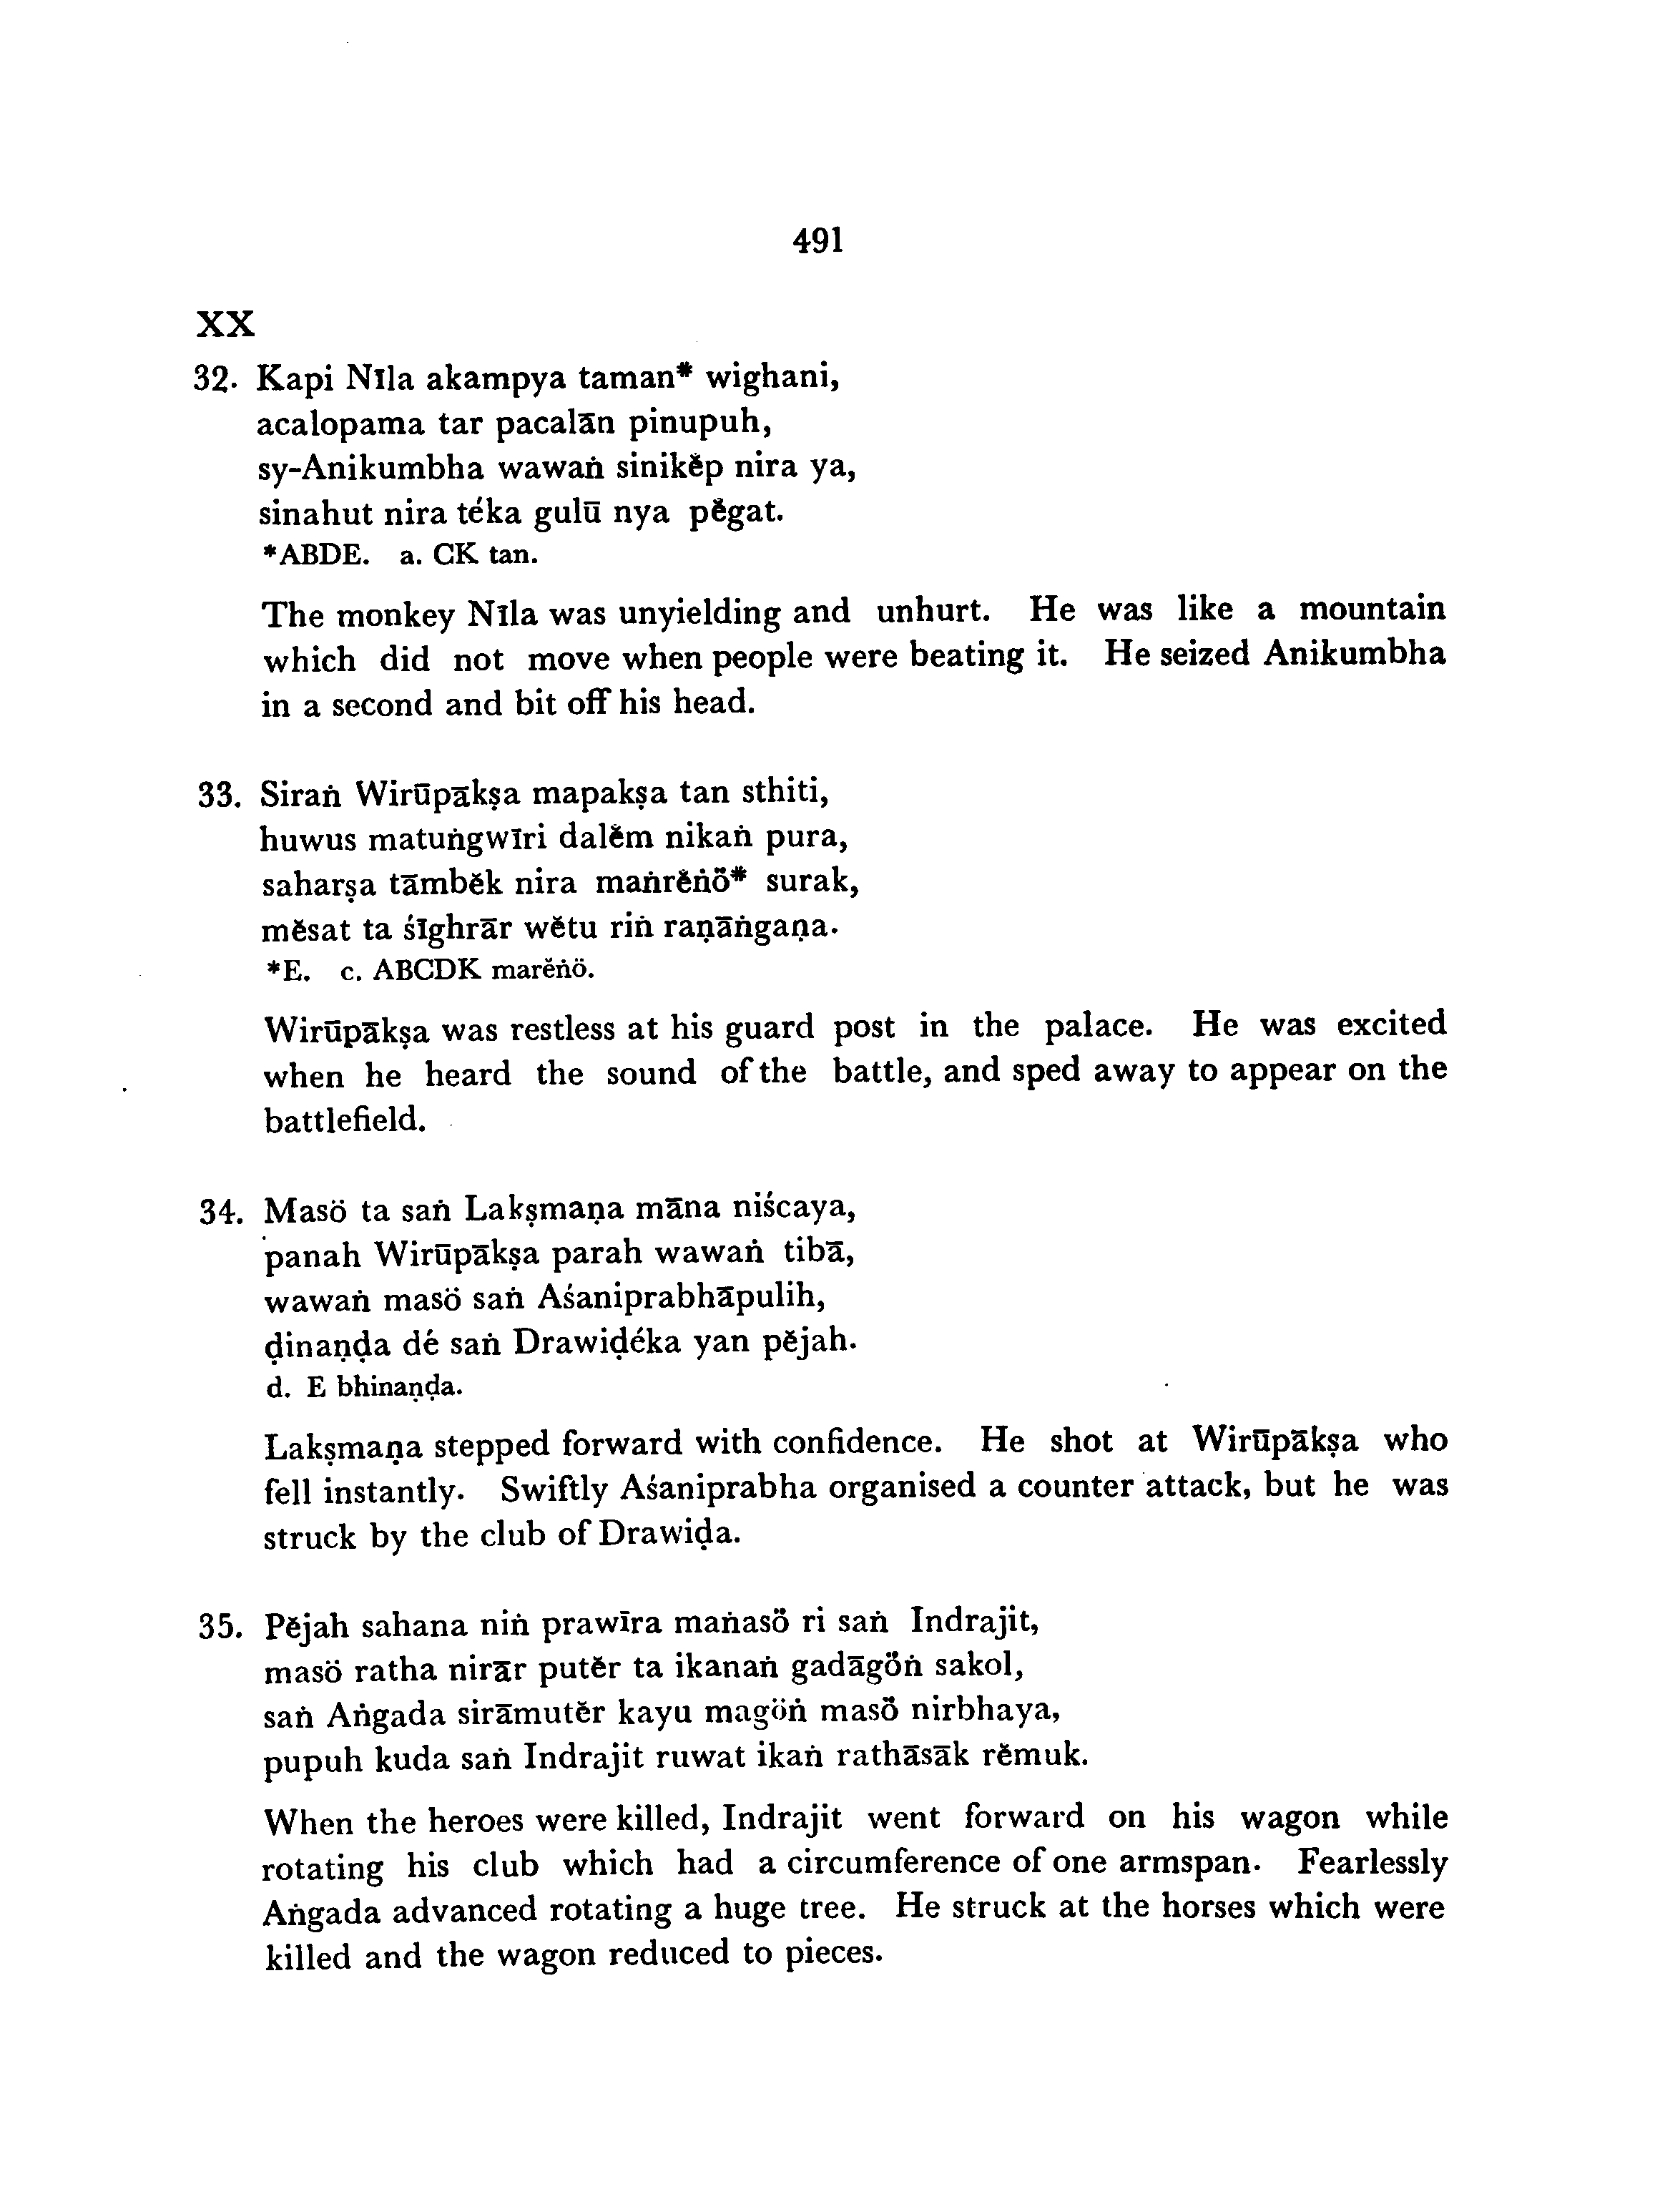 491
XX
32. Kapi Nīla akampya taman* wighani,
acalopama tar pacalān pinupuh,
sy-Anikumbha wawaṅ sinikĕp nira ya,
sinahut nira téka gulū nya pĕgat.
*ABDE. a. CK tan.
The monkey Nīla was unyielding and unhurt. He was like a mountain
which did not move when people were beating it. He seized Anikumbha
in a second and bit off his head.
33. Siraṅ Wirūpākṣa mapakṣa tan sthiti,
huwus matuṅgwīri dalĕm nikaṅ pura,
saharṣa tāmbĕk nira maṅrĕṅö* surak,
mĕsat ta śīghrār wĕtu riṅ raṇāṅgaṇa.
*E. c. ABCDK marĕṅö.
Wirūpākṣa was restless at his guard post in the palace. He was excited
when he heard the sound of the battle, and sped away to appear on the
battlefield.
34. Masö ta saṅ Lakṣmaṇa māna niścaya,
panah Wirūpākṣa parah wawaṅ tibā,
wawaṅ masö saṅ Aśaniprabhāpulih,
ḍinaṇḍa dé saṅ Drawiḍéka yan pĕjah.
d. E bhinaṇḍa.
Lakṣmaṇa stepped forward with confidence. He shot at Wirūpākṣa who
fell instantly. Swiftly Aśaniprabha organised a counter attack, but he was
struck by the club of Drawiḍa.
35. Pĕjah sahana niṅ prawīra maṅasö ri saṅ Indrajit,
masö ratha nirār putĕr ta ikanaṅ gadāgöṅ sakol,
saṅ Aṅgada sirāmutĕr kayu magöṅ masö nirbhaya,
pupuh kuda saṅ Indrajit ruwat ikaṅ rathāsāk rĕmuk.
When the heroes were killed, Indrajit went forward on his wagon while
rotating his club which had a circumference of one armspan. Fearlessly
Aṅgada advanced rotating a huge tree. He struck at the horses which were
killed and the wagon reduced to pieces.